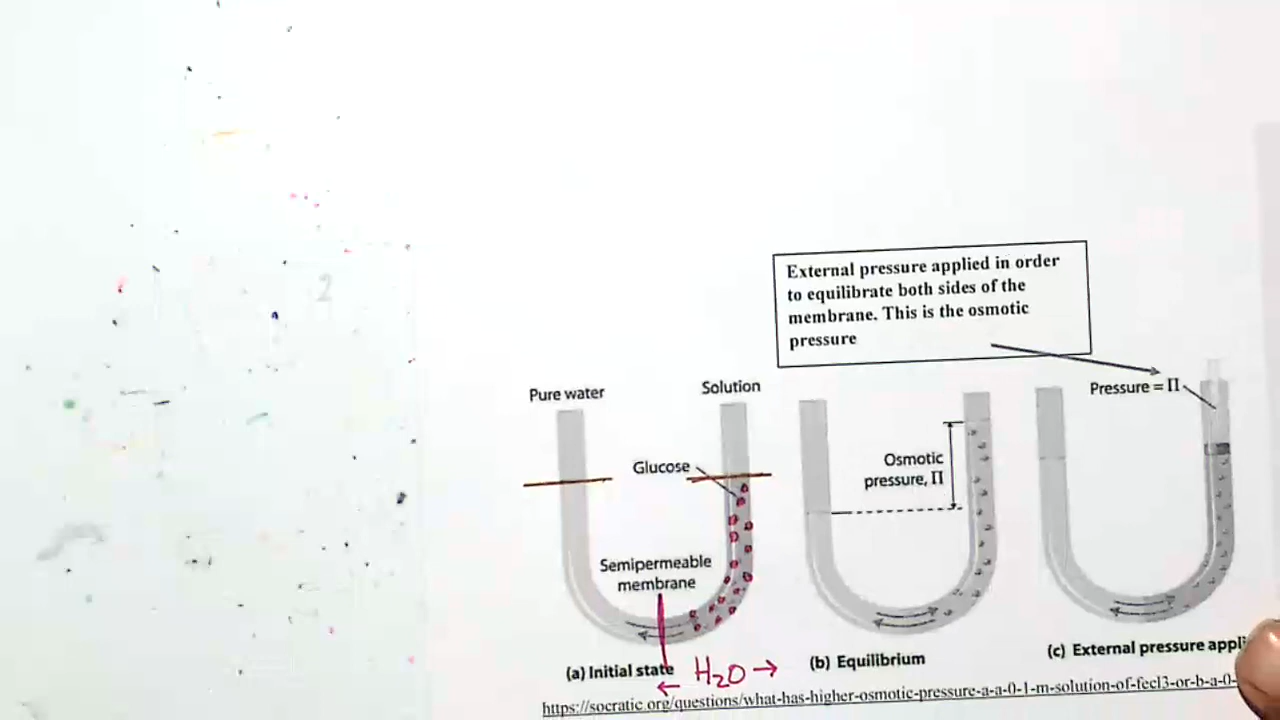 2
External pressure applied in order
to equilibrate both sides of the
membrane. This is the osmotic
pressure
Pure water
Solution
Pressure = Π
Glucose
Osmotic
pressure, Π
Semipermeable
membrane
(a) Initial state
H2O
(b) Equilibrium
(c) External pressure appli
https://socratic.org/questions/what-has-higher-osmotic-pressure-a-a-0-1-m-solution-of-fecl3-or-b-a-0-